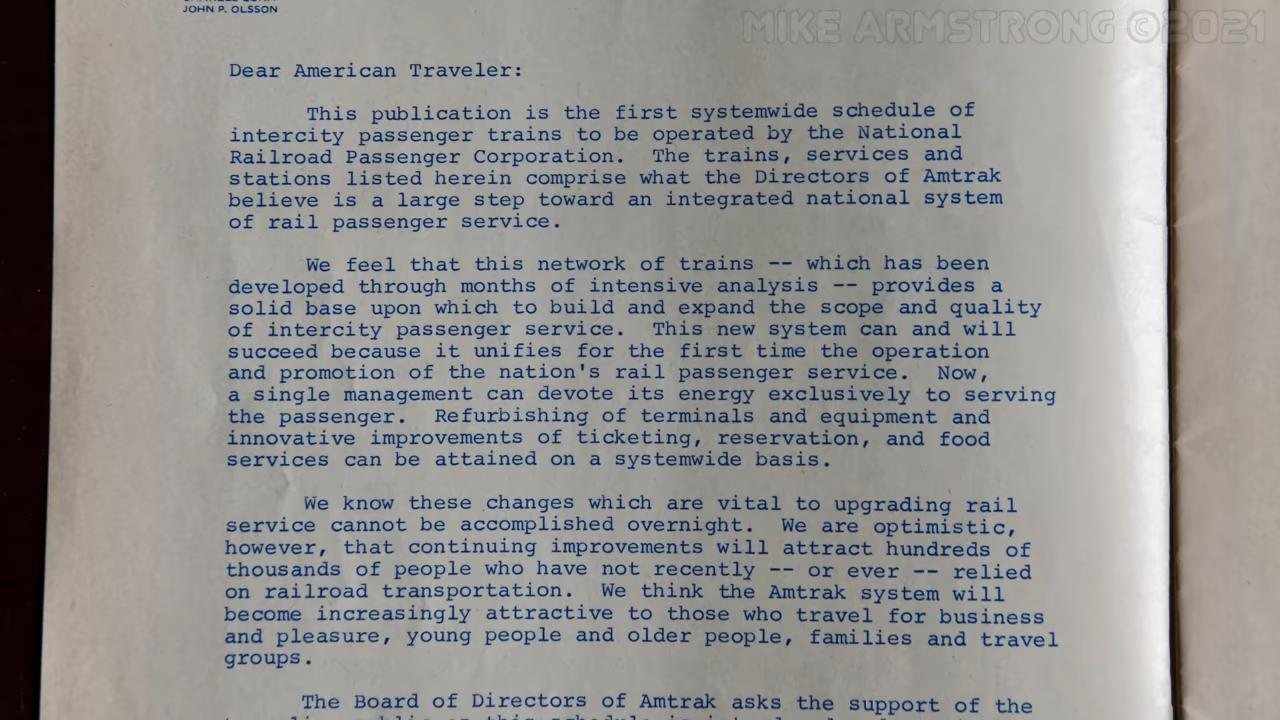 MIKE ARMSTRONG ©2021
JOHN P. OLSSON
Dear American Traveler:
This publication is the first systemwide schedule of
intercity passenger trains to be operated by the National
Railroad Passenger Corporation. The trains, services and
stations listed herein comprise what the Directors of Amtrak
believe is a large step toward an integrated national system
of rail passenger service.
We feel that this network of trains -- which has been
developed through months of intensive analysis -- provides a
solid base upon which to build and expand the scope and quality
of intercity passenger service. This new system can and will
succeed because it unifies for the first time the operation
and promotion of the nation's rail passenger service. Now,
a single management can devote its energy exclusively to serving
the passenger. Refurbishing of terminals and equipment and
innovative improvements of ticketing, reservation, and food
services can be attained on a systemwide basis.
We know these changes which are vital to upgrading rail
service cannot be accomplished overnight. We are optimistic,
however, that continuing improvements will attract hundreds of
thousands of people who have not recently -- or ever -- relied
on railroad transportation. We think the Amtrak system will
become increasingly attractive to those who travel for business
and pleasure, young people and older people, families and travel
groups.
The Board of Directors of Amtrak asks the support of the